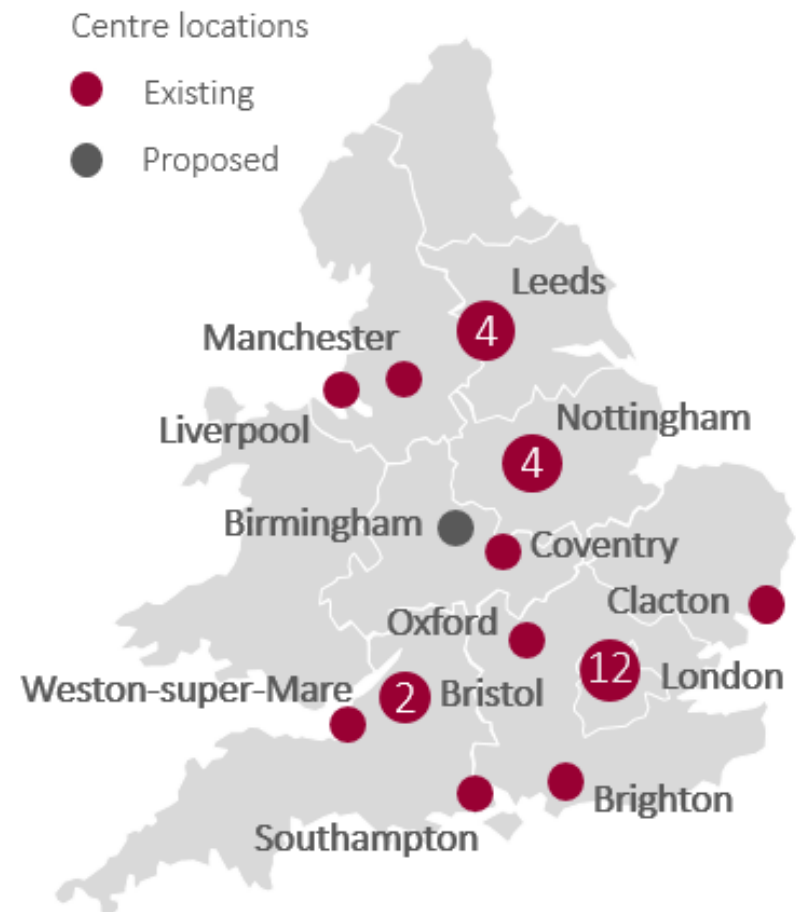 Centre locations
Existing
Proposed
Leeds
4
Manchester
Liverpool
Nottingham
4
Birmingham
Coventry
Clacton
Oxford
12
London
Weston-super-Mare
2
Bristol
Brighton
Southampton